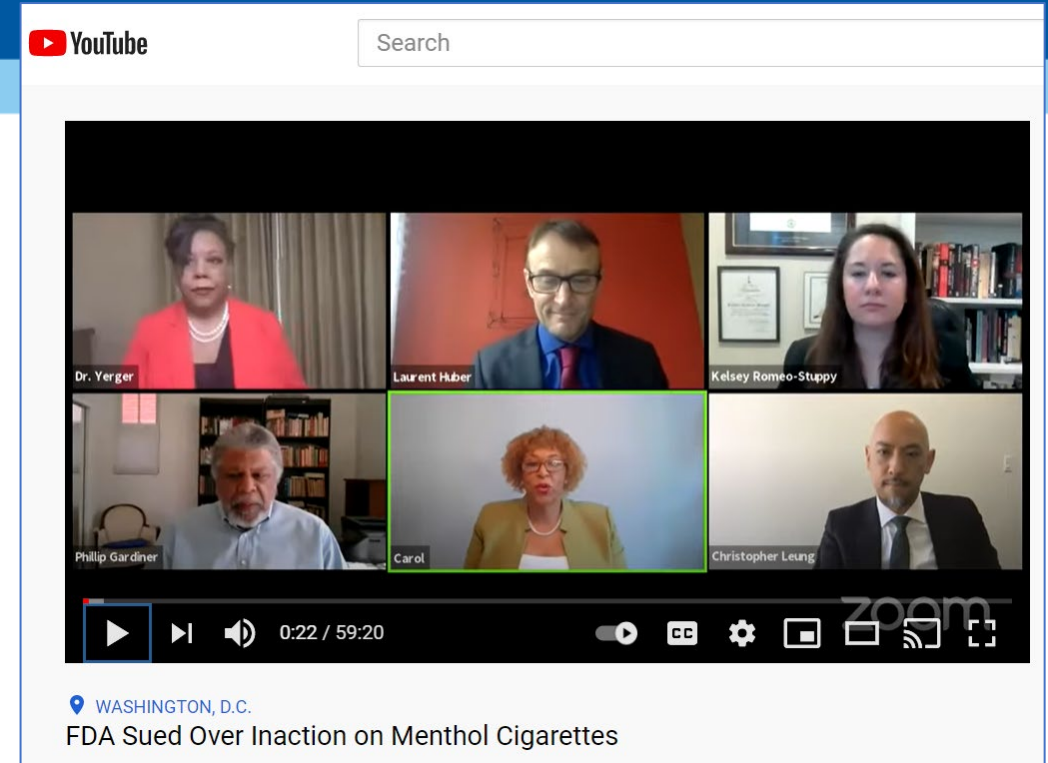 YouTube
Search
Dr. Yerger
Laurent Huber
Kelsey Romeo-Stuppy
Phillip Gardiner
Carol
Christopher Leung
zoom
0:22 / 59:20
CC
WASHINGTON, D.C.
FDA Sued Over Inaction on Menthol Cigarettes